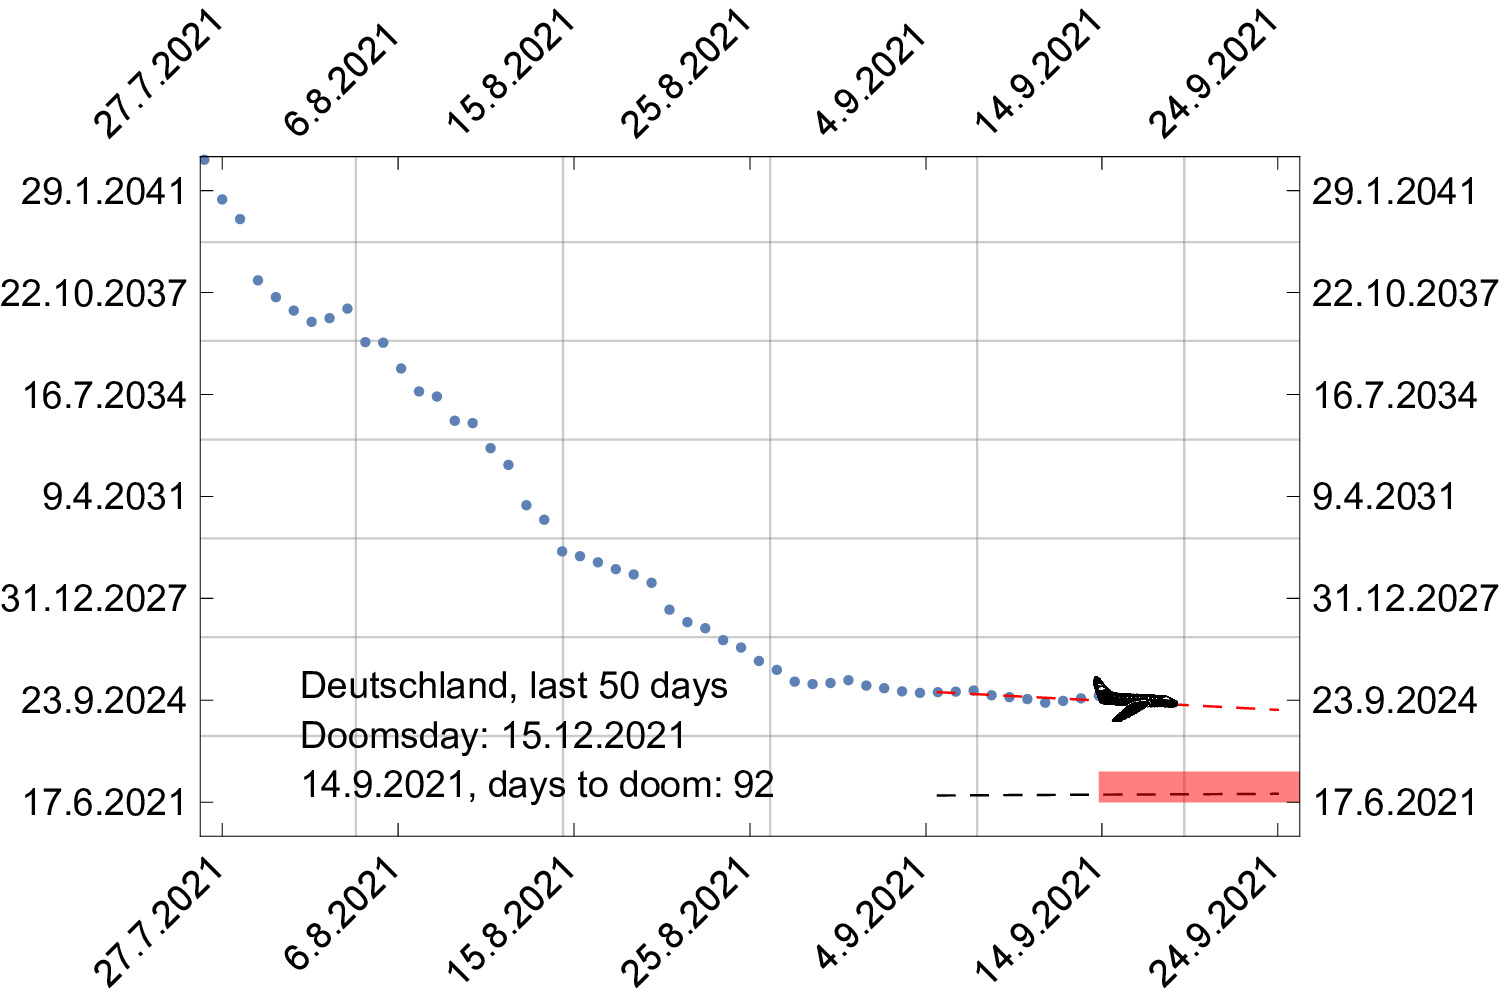 27.7.2021 6.8.2021 15.8.2021 25.8.2021 4.9.2021 14.9.2021 24.9.2021
29.1.2041 29.1.2041
22.10.2037 22.10.2037
16.7.2034 16.7.2034
9.4.2031 9.4.2031
31.12.2027 31.12.2027
Deutschland, last 50 days
23.9.2024 23.9.2024
Doomsday: 15.12.2021
14.9.2021, days to doom: 92
17.6.2021 17.6.2021
27.7.2021 6.8.2021 15.8.2021 25.8.2021 4.9.2021 14.9.2021 24.9.2021